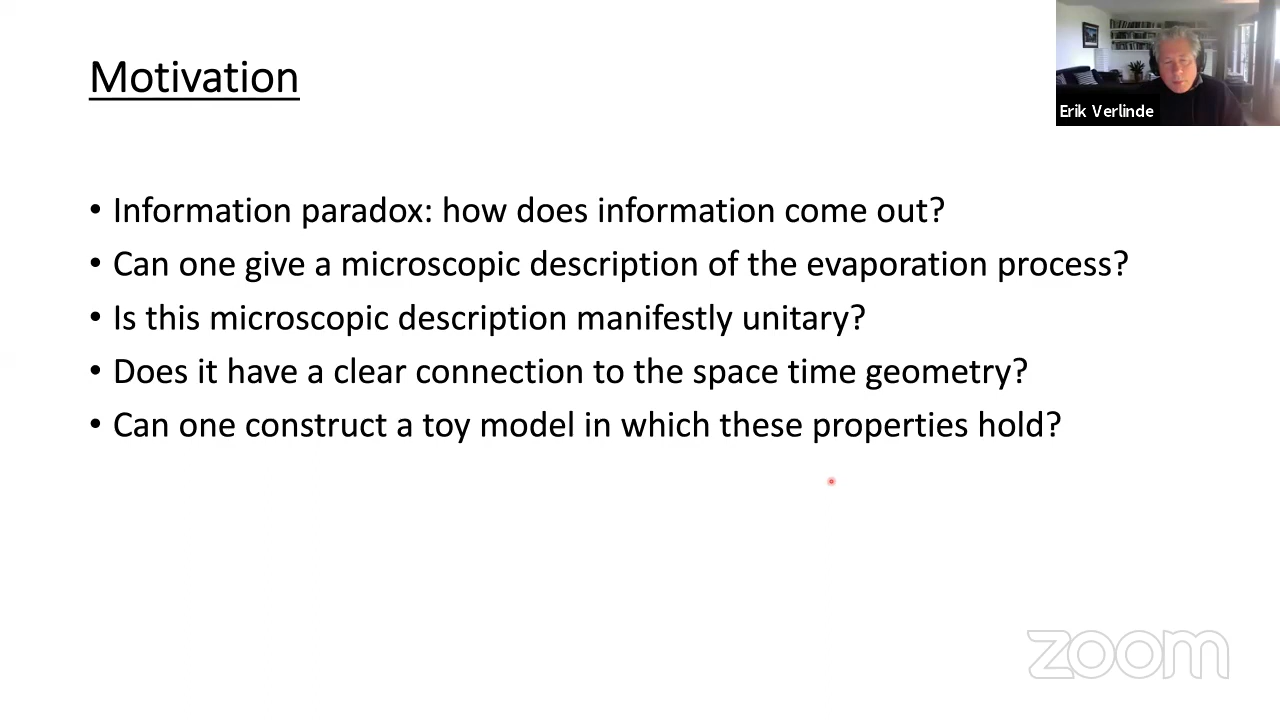 Motivation
Erik Verlinde
• Information paradox: how does information come out?
• Can one give a microscopic description of the evaporation process?
• Is this microscopic description manifestly unitary?
• Does it have a clear connection to the space time geometry?
• Can one construct a toy model in which these properties hold?
zoom